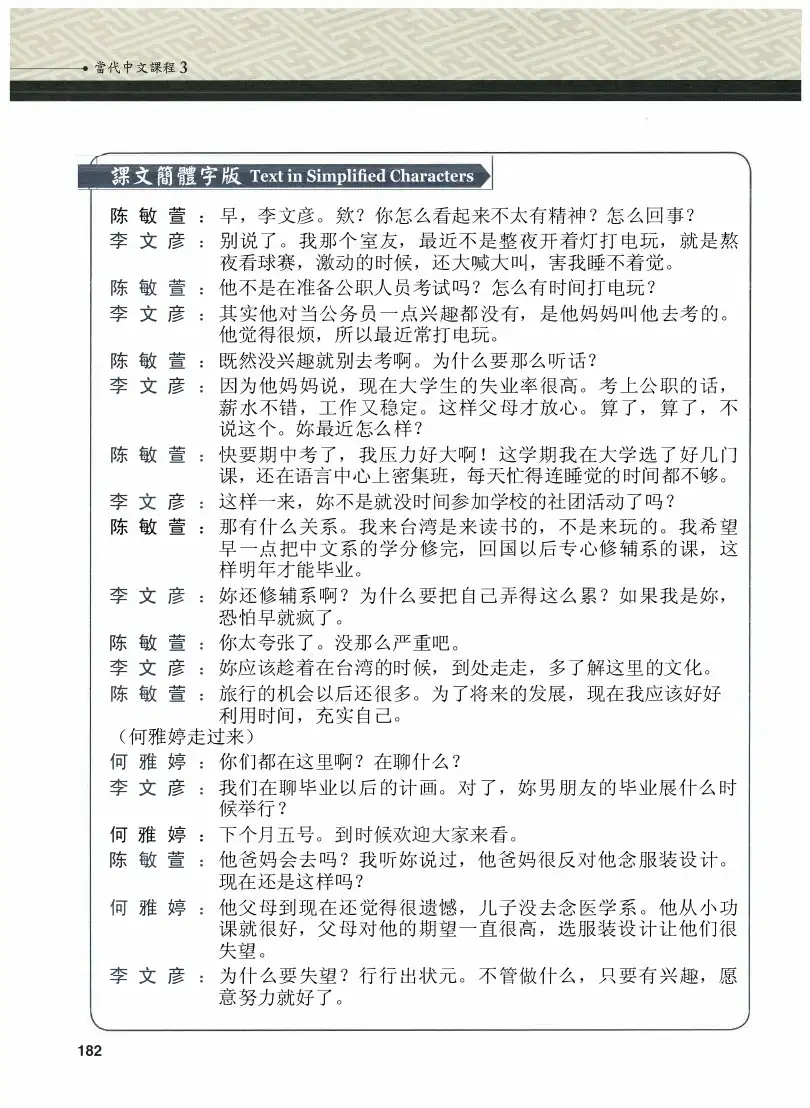 當代中文課程 3
課文簡體字版 Text in Simplified Characters
陈敏萱：早，李文彦。欸？你怎么看起来不太有精神？怎么回事？
李文彦：别说了。我那个室友，最近不是整夜开着灯打电玩，就是熬
夜看球赛，激动的时候，还大喊大叫，害我睡不着觉。
陈敏萱：他不是在准备公职人员考试吗？怎么有时间打电玩？
李文彦：其实他对当公务员一点兴趣都没有，是他妈妈叫他去考的。
他觉得很烦，所以最近常打电玩。
陈敏萱：既然没兴趣就别去考啊。为什么要那么听话？
李文彦：因为他妈妈说，现在大学生的失业率很高。考上公职的话，
薪水不错，工作又稳定。这样父母才放心。算了，算了，不
说这个。妳最近怎么样？
陈敏萱：快要期中考了，我压力好大啊！这学期我在大学选了好几门
课，还在语言中心上密集班，每天忙得连睡觉的时间都不够。
李文彦：这样一来，妳不是就没时间参加学校的社团活动了吗？
陈敏萱：那有什么关系。我来台湾是来读书的，不是来玩的。我希望
早一点把中文系的学分修完，回国以后专心修辅系的课，这
样明年才能毕业。
李文彦：妳还修辅系啊？为什么要把自己弄得这么累？如果我是妳，
恐怕早就疯了。
陈敏萱：你太夸张了。没那么严重吧。
李文彦：妳应该趁着在台湾的时候，到处走走，多了解这里的文化。
陈敏萱：旅行的机会以后还很多。为了将来的发展，现在我应该好好
利用时间，充实自己。
（何雅婷走过来）
何雅婷：你们都在这里啊？在聊什么？
李文彦：我们在聊毕业以后的计画。对了，妳男朋友的毕业展什么时
候举行？
何雅婷：下个月五号。到时候欢迎大家来看。
陈敏萱：他爸妈会去吗？我听妳说过，他爸妈很反对他念服装设计。
现在还是这样吗？
何雅婷：他父母到现在还觉得很遗憾，儿子没去念医学系。他从小功
课就很好，父母对他的期望一直很高，选服装设计让他们很
失望。
李文彦：为什么要失望？行行出状元。不管做什么，只要有兴趣，愿
意努力就好了。
182